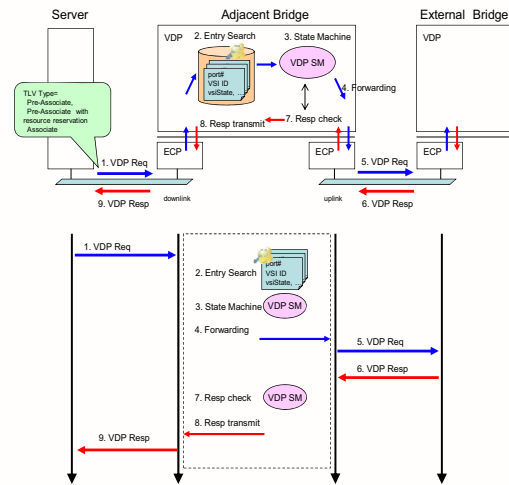 Server
Adjacent Bridge
External Bridge
VDP
2. Entry Search
3. State Machine
VDP
port#
VSI ID
vsiState, ...
VDP SM
TLV Type=
Pre-Associate,
Pre-Associate with
resource reservation
Associate
4. Forwarding
8. Resp transmit
7. Resp check
ECP
ECP
ECP
1. VDP Req
5. VDP Req
9. VDP Resp
downlink
uplink
6. VDP Resp
1. VDP Req
2. Entry Search
port#
VSI ID
vsiState, ...
3. State Machine
VDP SM
4. Forwarding
5. VDP Req
6. VDP Resp
7. Resp check
VDP SM
8. Resp transmit
9. VDP Resp